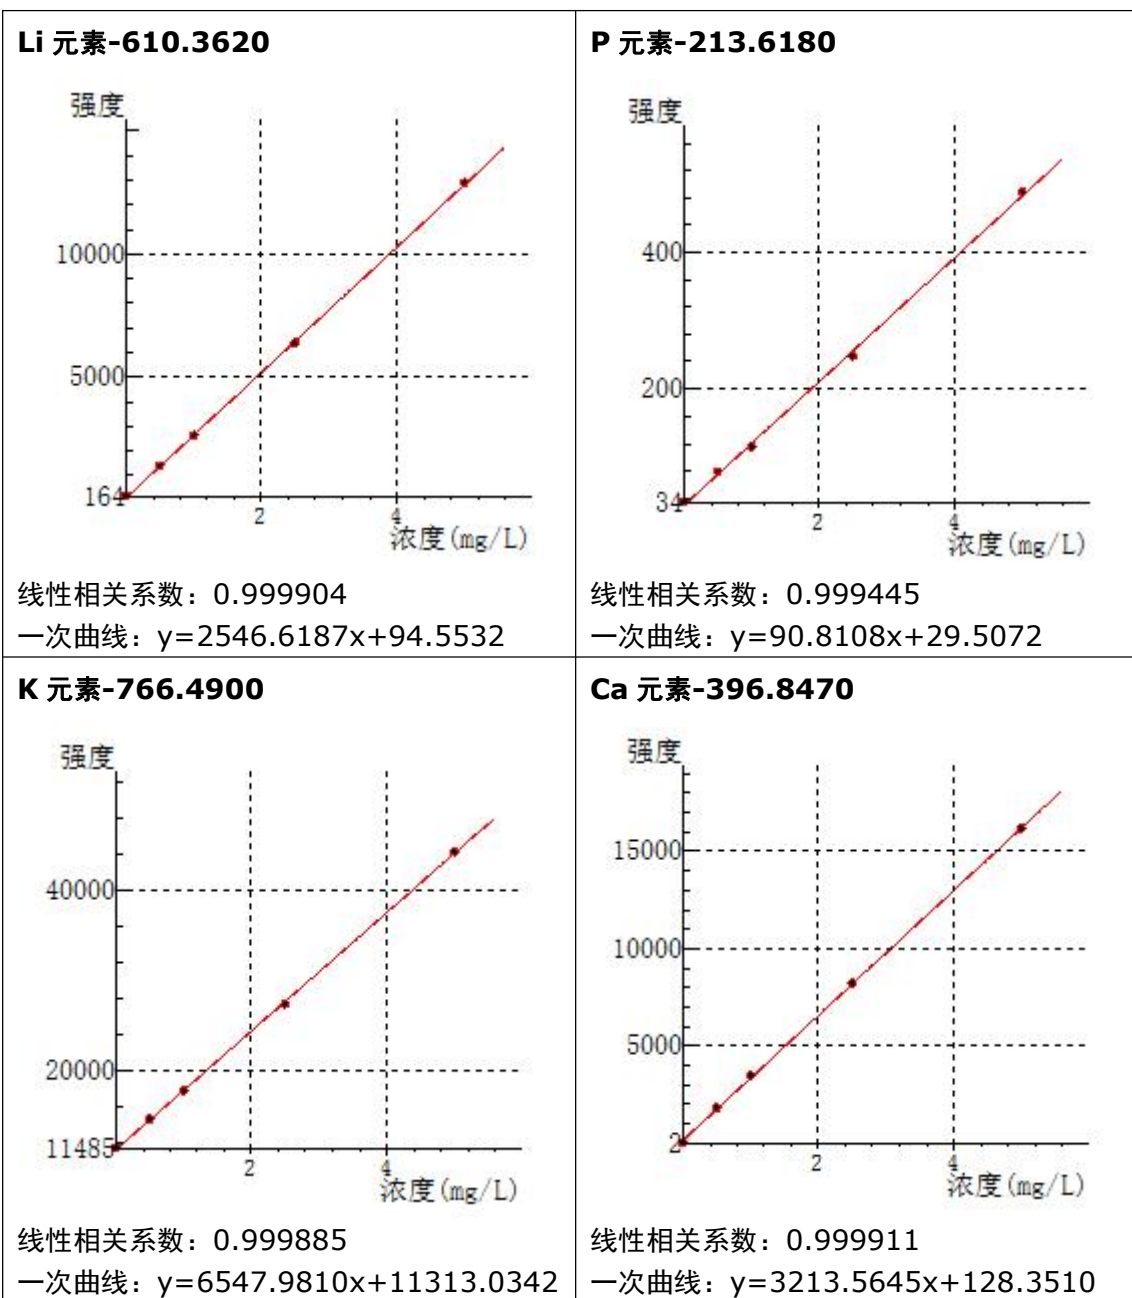 Li 元素-610.3620
强度
10000
5000
164
2
4
浓度(mg/L)
线性相关系数：0.999904
一次曲线：y=2546.6187x+94.5532
P 元素-213.6180
强度
400
200
34
2
4
浓度(mg/L)
线性相关系数：0.999445
一次曲线：y=90.8108x+29.5072
K 元素-766.4900
强度
40000
20000
11485
2
4
浓度(mg/L)
线性相关系数：0.999885
一次曲线：y=6547.9810x+11313.0342
Ca 元素-396.8470
强度
15000
10000
5000
2
2
4
浓度(mg/L)
线性相关系数：0.999911
一次曲线：y=3213.5645x+128.3510